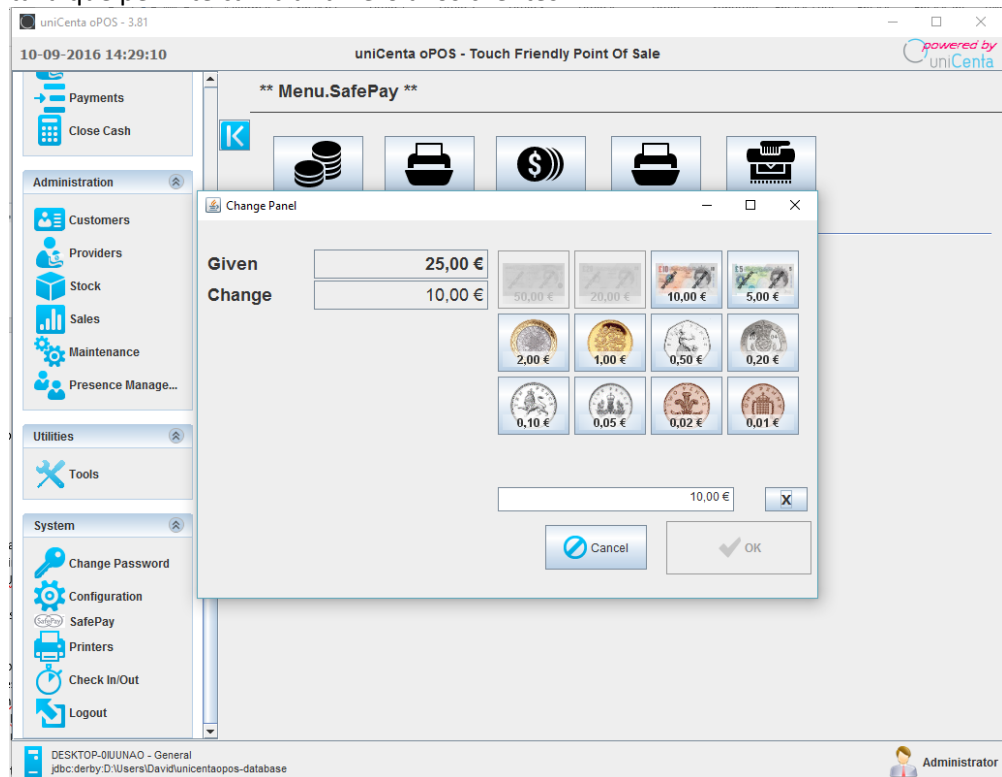 uniCenta oPOS - 3.81
10-09-2016 14:29:10
uniCenta oPOS - Touch Friendly Point Of Sale
powered by
uniCenta
Payments
Close Cash
Administration
Customers
Providers
Stock
Sales
Maintenance
Presence Manage...
Utilities
Tools
System
Change Password
Configuration
SafePay
SafePay
Printers
Check In/Out
Logout
** Menu.SafePay **
K
Change Panel
Given 25,00 €
Change 10,00 €
50,00 € 20,00 € £10 10,00 € £5 5,00 €
2,00 € 1,00 € 0,50 € 0,20 €
0,10 € 0,05 € 0,02 € 0,01 €
10,00 € X
Cancel OK
DESKTOP-0IUUNAO - General
jdbc:derby:D:\Users\David\unicentaopos-database
Administrator